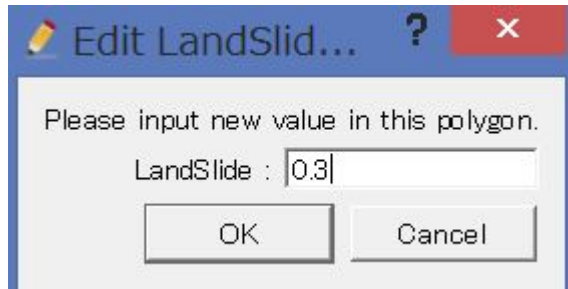 Edit LandSlid... ? ×
Please input new value in this polygon.
LandSlide : 0.3
OK Cancel